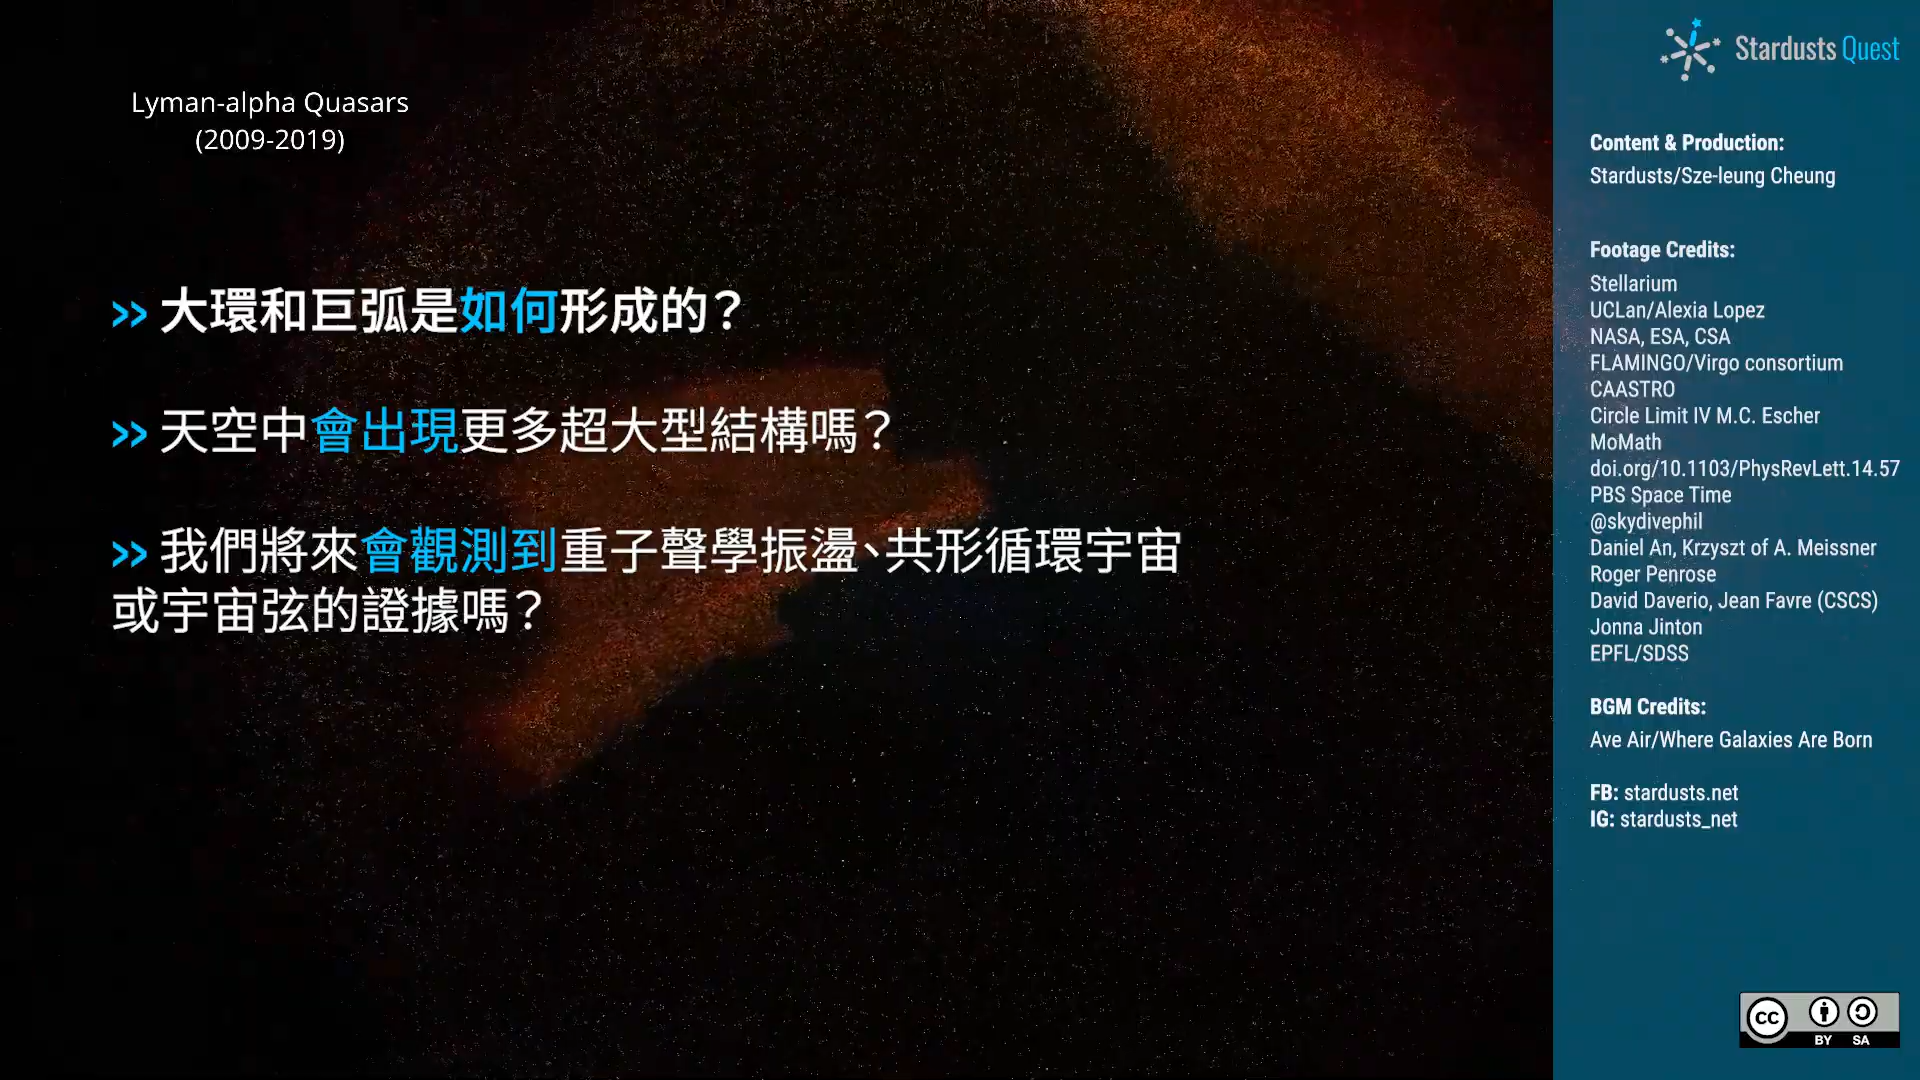 Lyman-alpha Quasars
(2009-2019)
>> 大環和巨弧是如何形成的？
>> 天空中會出現更多超大型結構嗎？
>> 我們將來會觀測到重子聲學振盪、共形循環宇宙
或宇宙弦的證據嗎？
Stardusts Quest
Content & Production:
Stardusts/Sze-leung Cheung
Footage Credits:
Stellarium
UCLan/Alexia Lopez
NASA, ESA, CSA
FLAMINGO/Virgo consortium
CAASTRO
Circle Limit IV M.C. Escher
MoMath
doi.org/10.1103/PhysRevLett.14.57
PBS Space Time
@skydivephil
Daniel An, Krzyszt of A. Meissner
Roger Penrose
David Daverio, Jean Favre (CSCS)
Jonna Jinton
EPFL/SDSS
BGM Credits:
Ave Air/Where Galaxies Are Born
FB: stardusts.net
IG: stardusts_net
CC
BY SA